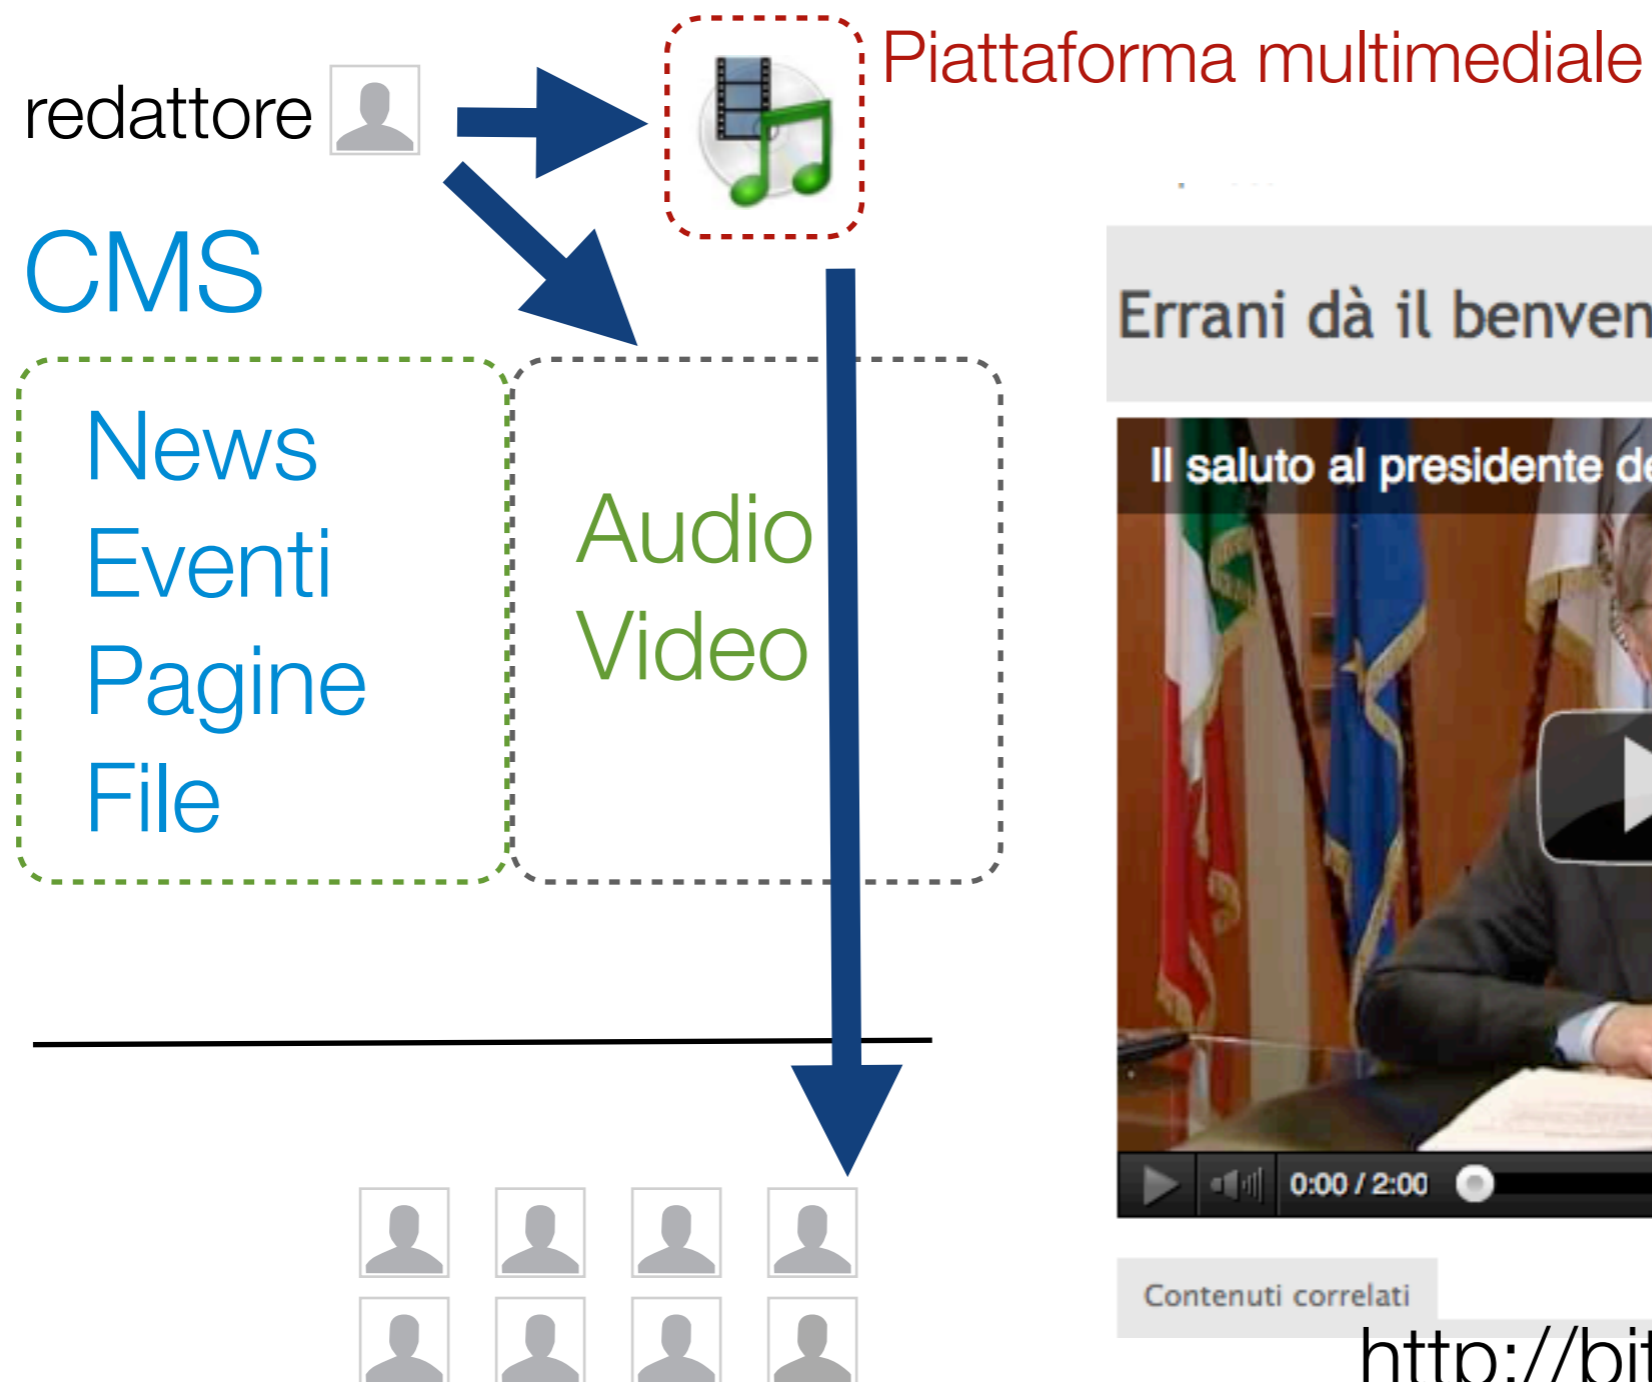 Piattaforma multimediale
redattore
CMS
News
Eventi
Pagine
File
Audio
Video
Errani dà il benven
Il saluto al presidente de
0:00 / 2:00
Contenuti correlati
http://bit